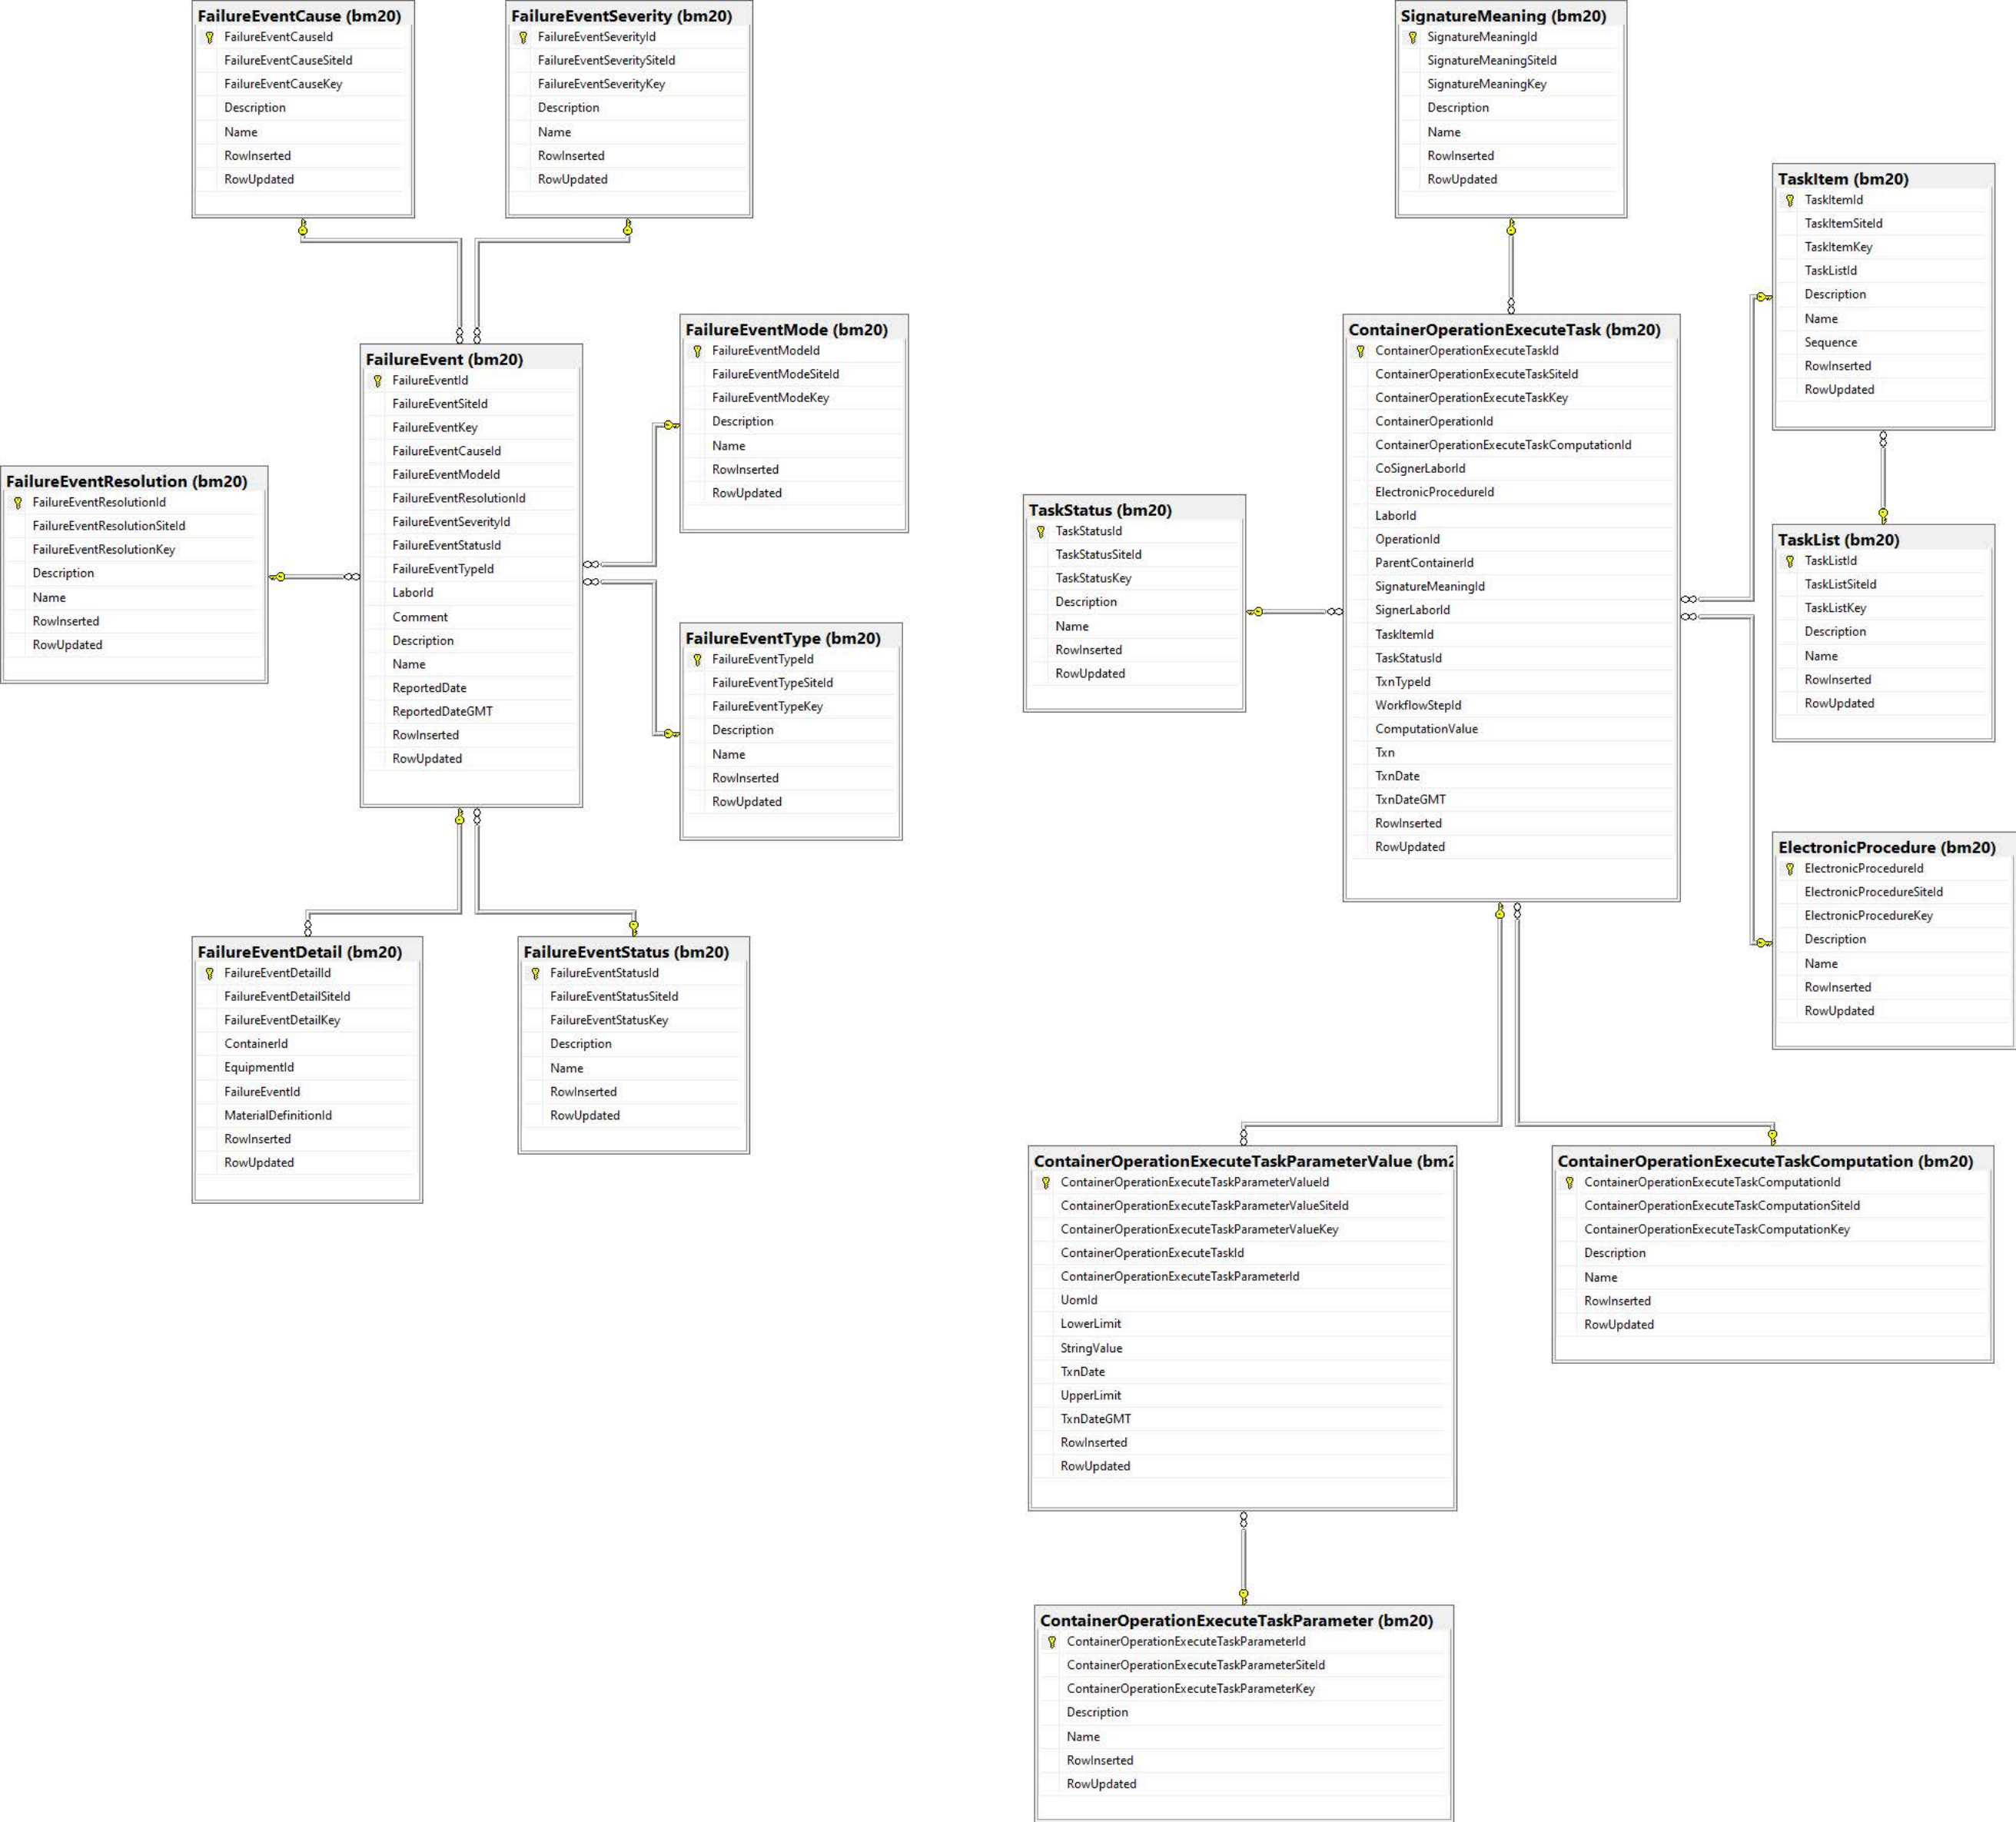 FailureEventCause (bm20)
FailureEventCauseId
FailureEventCauseSiteId
FailureEventCauseKey
Description
Name
RowInserted
RowUpdated
FailureEventSeverity (bm20)
FailureEventSeverityId
FailureEventSeveritySiteId
FailureEventSeverityKey
Description
Name
RowInserted
RowUpdated
FailureEventMode (bm20)
FailureEventModeId
FailureEventModeSiteId
FailureEventModeKey
Description
Name
RowInserted
RowUpdated
FailureEvent (bm20)
FailureEventId
FailureEventSiteId
FailureEventKey
FailureEventCauseId
FailureEventModeId
FailureEventResolutionId
FailureEventSeverityId
FailureEventStatusId
FailureEventTypeId
LaborId
Comment
Description
Name
ReportedDate
ReportedDateGMT
RowInserted
RowUpdated
FailureEventResolution (bm20)
FailureEventResolutionId
FailureEventResolutionSiteId
FailureEventResolutionKey
Description
Name
RowInserted
RowUpdated
FailureEventType (bm20)
FailureEventTypeId
FailureEventTypeSiteId
FailureEventTypeKey
Description
Name
RowInserted
RowUpdated
FailureEventDetail (bm20)
FailureEventDetailId
FailureEventDetailSiteId
FailureEventDetailKey
ContainerId
EquipmentId
FailureEventId
MaterialDefinitionId
RowInserted
RowUpdated
FailureEventStatus (bm20)
FailureEventStatusId
FailureEventStatusSiteId
FailureEventStatusKey
Description
Name
RowInserted
RowUpdated
SignatureMeaning (bm20)
SignatureMeaningId
SignatureMeaningSiteId
SignatureMeaningKey
Description
Name
RowInserted
RowUpdated
TaskItem (bm20)
TaskItemId
TaskItemSiteId
TaskItemKey
TaskListId
Description
Name
Sequence
RowInserted
RowUpdated
ContainerOperationExecuteTask (bm20)
ContainerOperationExecuteTaskId
ContainerOperationExecuteTaskSiteId
ContainerOperationExecuteTaskKey
ContainerOperationId
ContainerOperationExecuteTaskComputationId
CoSignerLaborId
ElectronicProcedureId
LaborId
OperationId
ParentContainerId
SignatureMeaningId
SignerLaborId
TaskItemId
TaskStatusId
TxnTypeId
WorkflowStepId
ComputationValue
Txn
TxnDate
TxnDateGMT
RowInserted
RowUpdated
TaskStatus (bm20)
TaskStatusId
TaskStatusSiteId
TaskStatusKey
Description
Name
RowInserted
RowUpdated
TaskList (bm20)
TaskListId
TaskListSiteId
TaskListKey
Description
Name
RowInserted
RowUpdated
ElectronicProcedure (bm20)
ElectronicProcedureId
ElectronicProcedureSiteId
ElectronicProcedureKey
Description
Name
RowInserted
RowUpdated
ContainerOperationExecuteTaskParameterValue (bm2
ContainerOperationExecuteTaskParameterValueId
ContainerOperationExecuteTaskParameterValueSiteId
ContainerOperationExecuteTaskParameterValueKey
ContainerOperationExecuteTaskId
ContainerOperationExecuteTaskParameterId
UomId
LowerLimit
StringValue
TxnDate
UpperLimit
TxnDateGMT
RowInserted
RowUpdated
ContainerOperationExecuteTaskComputation (bm20)
ContainerOperationExecuteTaskComputationId
ContainerOperationExecuteTaskComputationSiteId
ContainerOperationExecuteTaskComputationKey
Description
Name
RowInserted
RowUpdated
ContainerOperationExecuteTaskParameter (bm20)
ContainerOperationExecuteTaskParameterId
ContainerOperationExecuteTaskParameterSiteId
ContainerOperationExecuteTaskParameterKey
Description
Name
RowInserted
RowUpdated